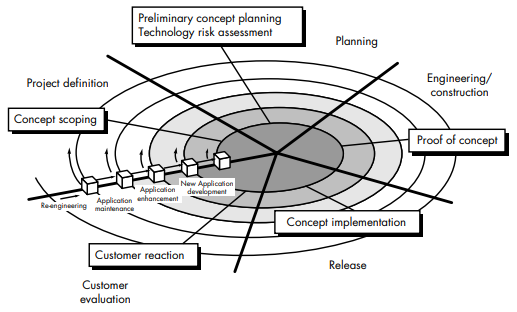 Preliminary concept planning
Technology risk assessment
Planning
Project definition
Engineering/
construction
Concept scoping
Proof of concept
Re-engineering
Application
maintenance
Application
enhancement
New Application
development
Concept implementation
Customer reaction
Release
Customer
evaluation